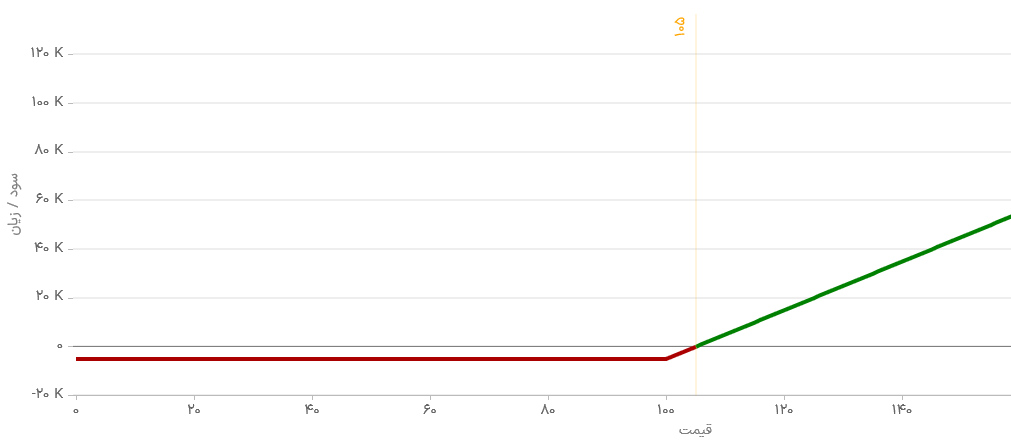 ۱۰۵
۱۲۰ K
۱۰۰ K
۸۰ K
۶۰ K
۴۰ K
۲۰ K
۰
-۲۰ K
سود / زیان
۰
۲۰
۴۰
۶۰
۸۰
۱۰۰
۱۲۰
۱۴۰
قیمت